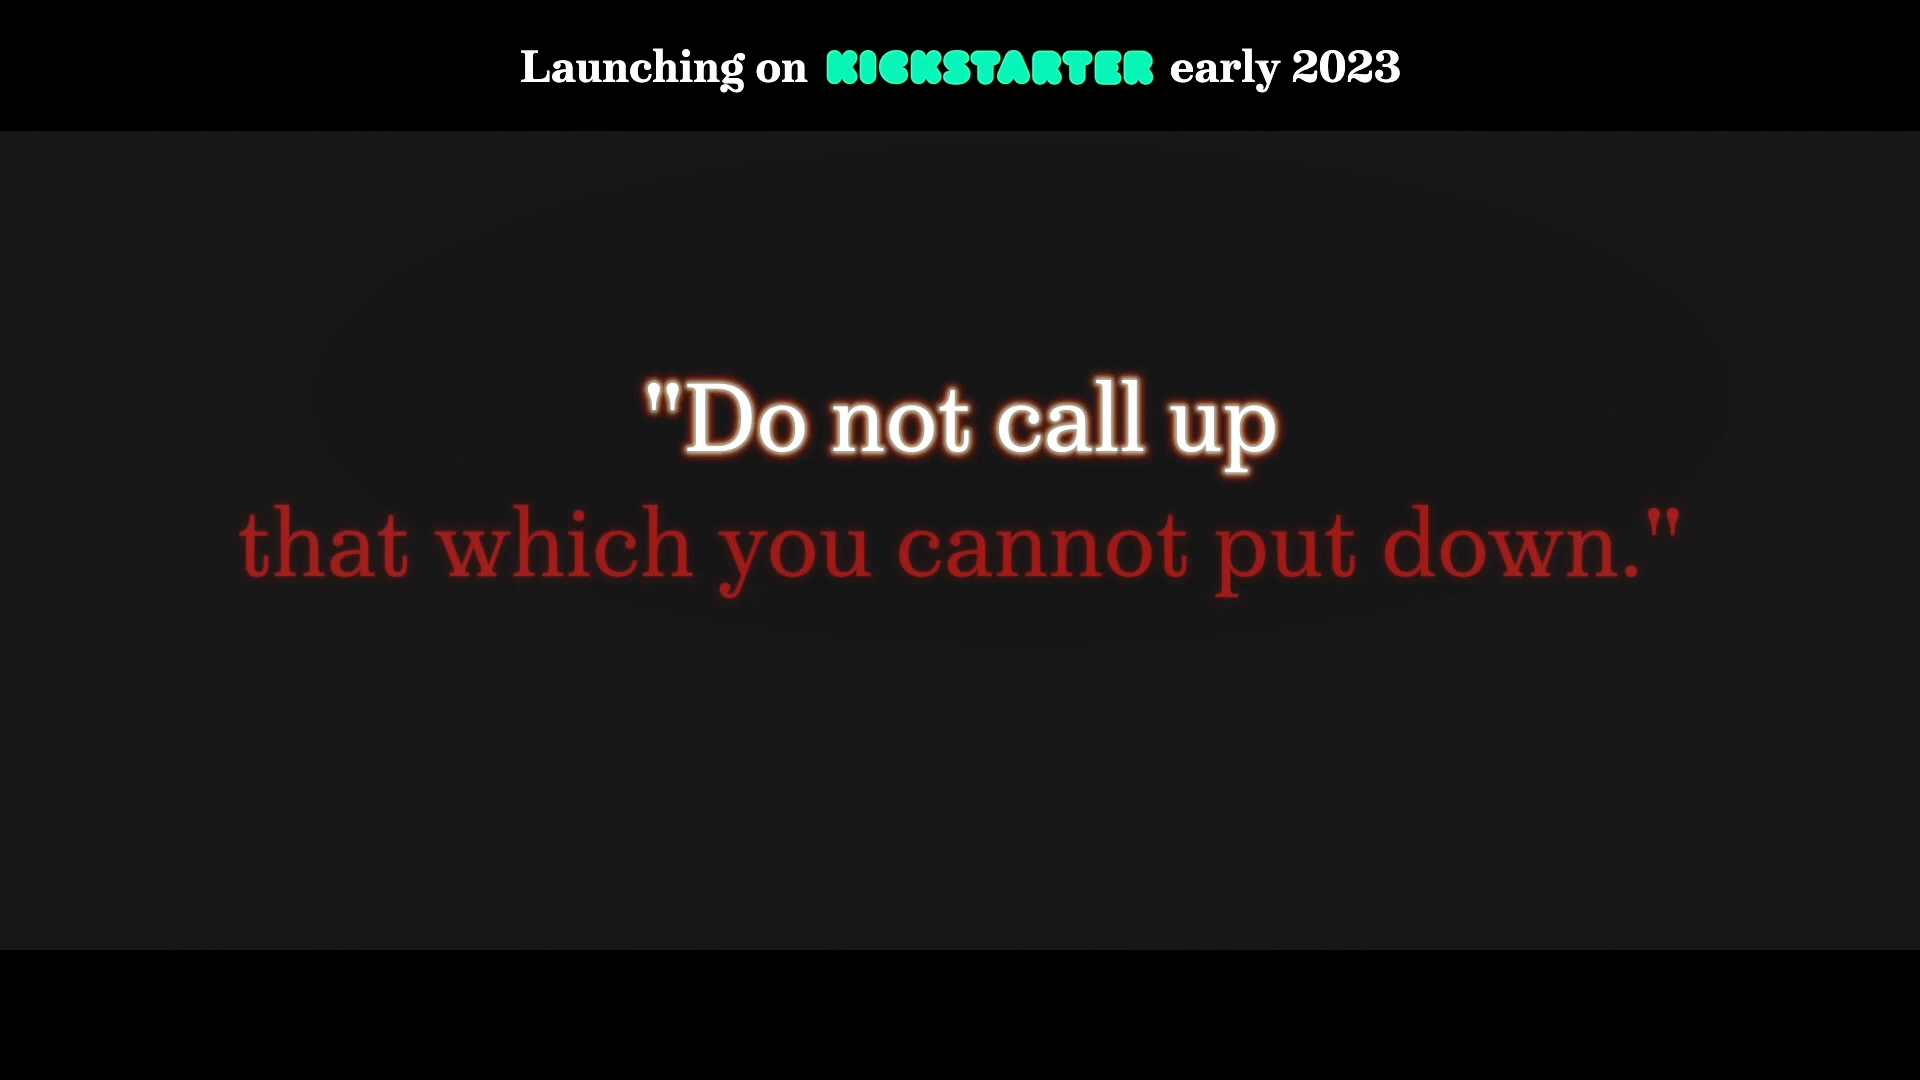 Launching on KICKSTARTER early 2023
"Do not call up
that which you cannot put down."